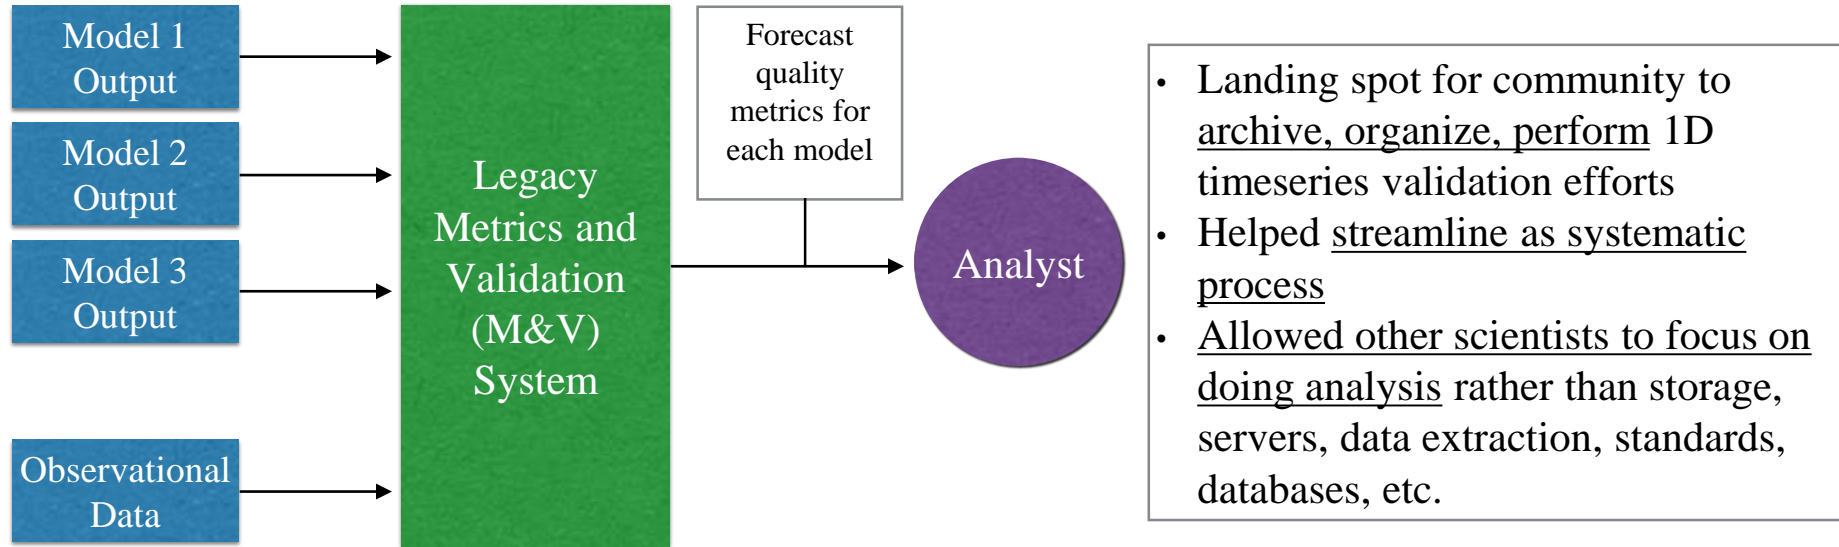 Model 1
Output
Model 2
Output
Model 3
Output
Observational
Data
Legacy
Metrics and
Validation
(M&V)
System
Forecast
quality
metrics for
each model
Analyst
• Landing spot for community to
archive, organize, perform 1D
timeseries validation efforts
• Helped streamline as systematic
process
• Allowed other scientists to focus on
doing analysis rather than storage,
servers, data extraction, standards,
databases, etc.